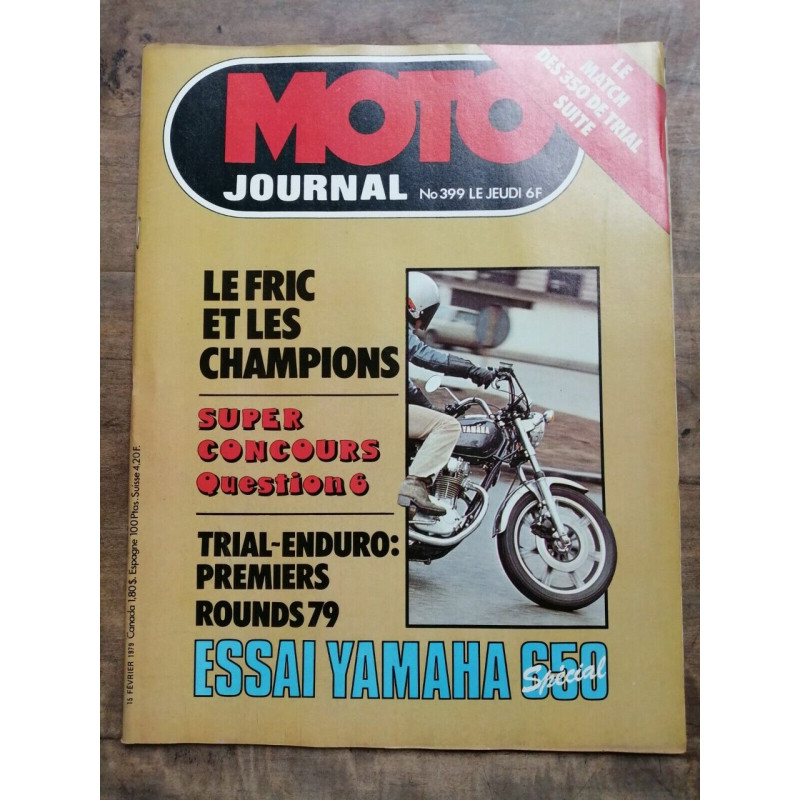 MOTO
JOURNAL No 399 LE JEUDI 6F
LE
MATCH
DES 350 DE TRIAL
SUITE
LE FRIC
ET LES
CHAMPIONS
SUPER
CONCOURS
Question 6
TRIAL-ENDURO:
PREMIERS
ROUNDS 79
ESSAI YAMAHA 650
Spécial
YAMAHA
15 FÉVRIER 1979 Canada 1,80 $. Espagne 100 Ptas. Suisse 4,20 F.